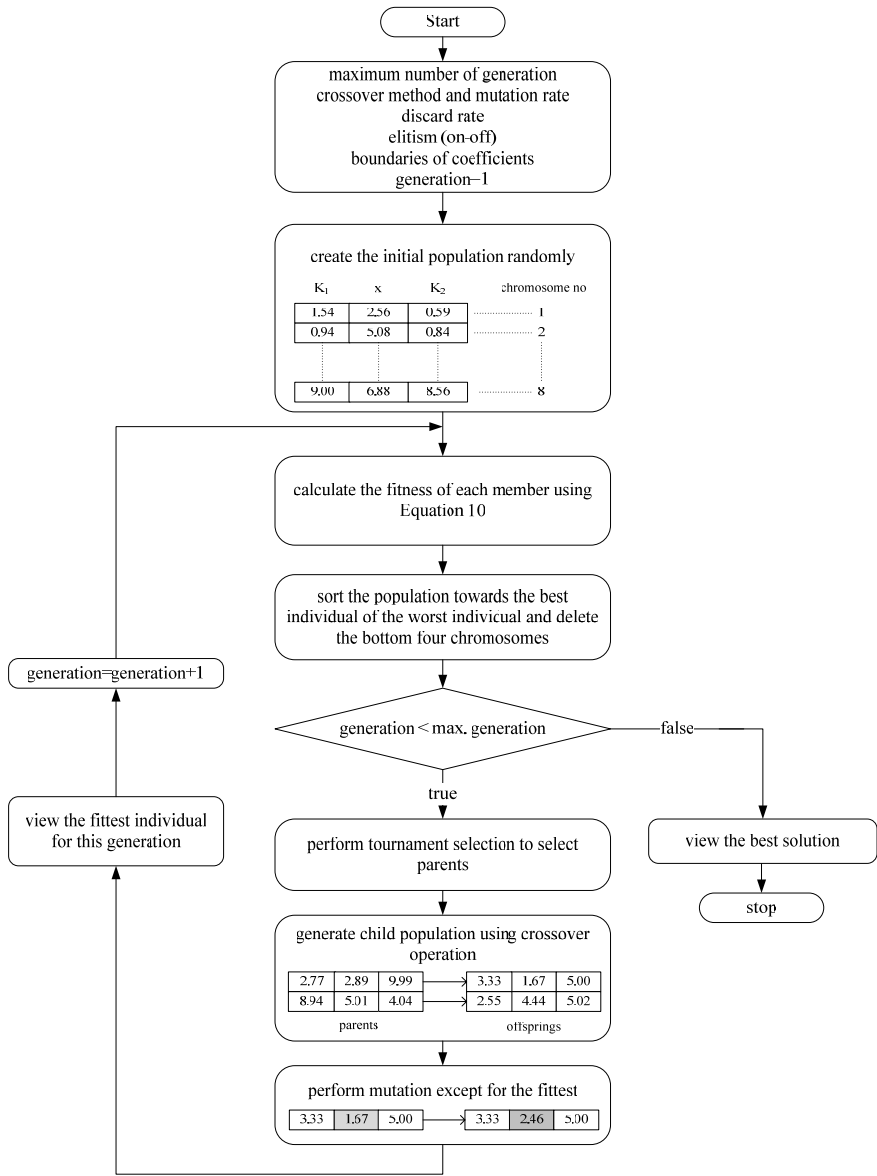 Start
maximum number of generation
crossover method and mutation rate
discard rate
elitism (on-off)
boundaries of coefficients
generation=1
create the initial population randomly
K₁ x K₂ chromosome no
1.54 2.56 0.59 1
0.94 5.08 0.84 2
9.00 6.88 8.56 8
calculate the fitness of each member using
Equation 10
sort the population towards the best
individual of the worst indivicual and delete
the bottom four chromosomes
generation=generation+1
generation < max. generation
false
true
view the fittest individual
for this generation
perform tournament selection to select
parents
view the best solution
stop
generate child population using crossover
operation
2.77 2.89 9.99 3.33 1.67 5.00
8.94 5.01 4.04 2.55 4.44 5.02
parents offsprings
perform mutation except for the fittest
3.33 1.67 5.00 3.33 2.46 5.00